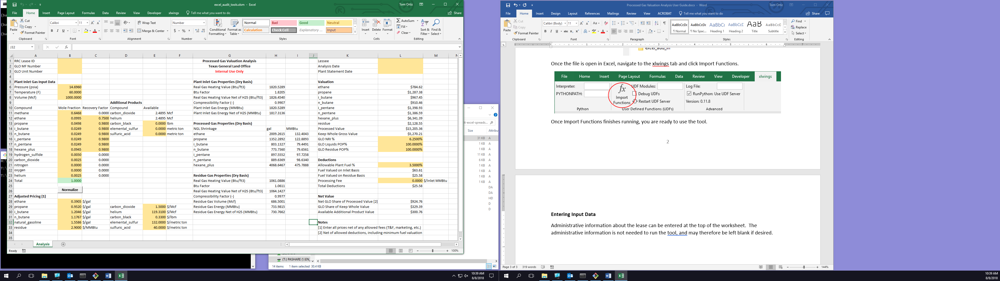 excel_audit_tools.xlsm - Excel
Tom Ortiz
File Home Insert Page Layout Formulas Data Review View Developer xlwings Tell me what you want to do Share
Cut
Copy
Format Painter
Paste
Calibri 11
Wrap Text
Merge & Center
Number
Conditional Formatting
Format as Table
Normal Bad Good Neutral
Calculation Check Cell Explanatory ... Input
Insert Delete Format
AutoSum
Fill
Clear
Sort & Filter
Find & Select
Clipboard Font Alignment Number Styles Cells Editing
J32
A B C D E F G H I J K L M N
1 RRC Lease ID Processed Gas Valuation Analysis Lessee
2 GLO MF Number Texas General Land Office Analysis Date
3 GLO Unit Number Internal Use Only Plant Statement Date
4
5 Plant Inlet Gas Input Data Plant Inlet Gas Properties (Dry Basis) Valuation
6 Pressure (psia) 14.6960 Real Gas Heating Value (Btu/ft3) 1820.5289 ethane $784.62
7 Temperature (F) 60.0000 Btu Factor 1.8205 propane $1,287.38
8 Volume (Mcf) 1000.0000 Real Gas Heating Value Net of H2S (Btu/ft3) 1826.4540 i_butane $967.45
9 Additional Products Compressibility Factor (-) 0.9907 n_butane $910.46
10 Compound Mole Fraction Recovery Factor Compound Available Plant Inlet Gas Energy (MMBtu) 1820.5289 i_pentane $1,398.93
11 methane 0.6468 0.0000 carbon_dioxide 2.4895 Mcf Plant Inlet Gas Energy Net of H2S (MMBtu) 1817.3136 n_pentane $1,386.59
12 ethane 0.0995 0.7500 helium 2.4895 Mcf hexane_plus $6,341.39
13 propane 0.0498 0.9800 carbon_black 0.0000 lbm Processed Gas Properties (Dry Basis) residue $2,128.55
14 i_butane 0.0249 0.9800 elemental_sulfur 0.0000 metric ton NGL Shrinkage gal MMBtu Processed Value $15,205.36
15 n_butane 0.0249 0.9800 sulfuric_acid 0.0000 metric ton ethane 2009.2615 132.4043 Keep Whole Gross Value $5,270.21
16 i_pentane 0.0249 0.9800 propane 1352.2892 122.8893 GLO NRI % 6.2500%
17 n_pentane 0.0249 0.9800 i_butane 803.1327 79.4491 GLO Liquids POP% 100.0000%
18 hexane_plus 0.0945 0.9800 n_butane 773.7360 79.6561 GLO Residue POP% 100.0000%
19 hydrogen_sulfide 0.0050 0.0000 i_pentane 897.5552 97.7258
20 carbon_dioxide 0.0025 0.0000 n_pentane 889.6369 98.6340 Deductions
21 nitrogen 0.0000 0.0000 hexane_plus 4068.6467 475.7888 Allowable Plant Fuel % 3.5000%
22 oxygen 0.0000 0.0000 Fuel Valued on Inlet Basis $63.61
23 helium 0.0025 0.0000 Residue Gas Properties (Dry Basis) Fuel Valued on Residue Basis $25.58
24 Total 1.0000 Real Gas Heating Value (Btu/ft3) 1061.0886 Processing Fee 0.0000 $/Inlet MMBtu
25 Normalize Btu Factor 1.0611 Total Deductions $25.58
26 Real Gas Heating Value Net of H2S (Btu/ft3) 1064.1427
27 Adjusted Pricing [1] Compressibility Factor (-) 0.9977 Net Value
28 ethane 0.3905 $/gal Residue Gas Volume (Mcf) 686.5001 Net GLO Share of Processed Value [2] $924.76
29 propane 0.9520 $/gal carbon_dioxide 1.5000 $/Mcf Residue Gas Energy (MMBtu) 733.9815 GLO Share of Keep Whole Value $329.39
30 i_butane 1.2046 $/gal helium 119.3100 $/Mcf Residue Gas Energy Net of H2S (MMBtu) 730.7662 Available Additional Product Value $300.76
31 n_butane 1.1767 $/gal carbon_black 0.3300 $/lbm
32 natural_gasoline 1.5586 $/gal elemental_sulfur 132.0000 $/metric ton Notes
33 residue 2.9000 $/MMBtu sulfuric_acid 40.0000 $/metric ton [1] Enter all prices net of any allowed fees (T&F, marketing, etc.)
34 [2] Net of allowed deductions, including minimum fuel valuation
35
Analysis
Ready 100%
it-excel-spreads...
Size Attribu
31 KB A
1 KB A
1 KB A
11 KB A
6 KB A
1 KB A
1 KB A
1 KB A
1 KB A
DA
DA
HD
D
D
(T:) PASHARE (\\EN_
14 items 1 item selected 30.4 KB
10:39 AM
8/8/2018
Processed Gas Valuation Analysis User Guide.docx - Word
Tom Ortiz
File Home Insert Design Layout References Mailings Review View ACROBAT Tell me what you want to do Share
Cut
Copy
Format Painter
Paste
Calibri (Body) 11
AaBbCcDc AaBbCcDc AaBbCc AaBbCcC AaB AaBbCcC
¶ Normal ¶ No Spac... Heading 1 Heading 2 Title Subtitle
Find
Replace
Select
Clipboard Font Paragraph Styles Editing
excel_add_in
Once the file is open in Excel, navigate to the xlwings tab and click Import Functions.
File Home Insert Page Layout Formulas Data Review View Developer xlwings
Interpreter: UDF Modules: Log File:
PYTHONPATH: fx Debug UDFs RunPython: Use UDF Server
Import Functions Restart UDF Server Version: 0.11.8
Python User Defined Functions (UDFs) Advanced
Once Import Functions finishes running, you are ready to use the tool.
2
Entering Input Data
Administrative information about the lease can be entered at the top of the worksheet. The
administrative information is not needed to run the tool, and may therefore be left blank if desired.
Page 3 of 3 319 words 144%
10:39 AM
8/8/2018